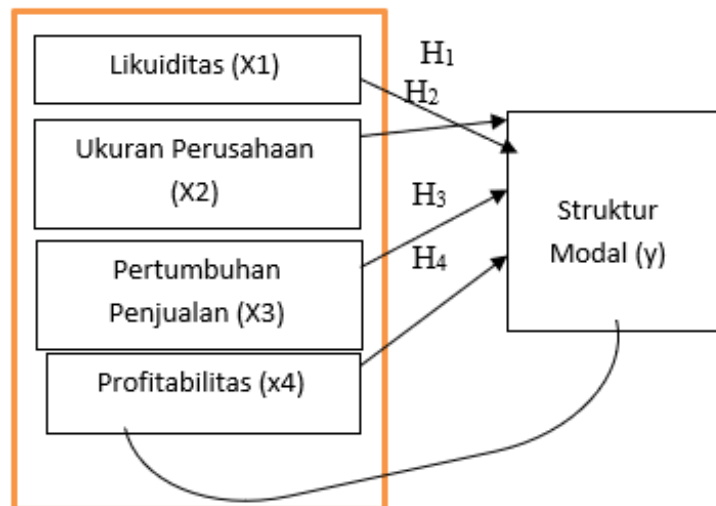 Likuiditas (X1)
H1
H2
Ukuran Perusahaan
(X2)
H3
Pertumbuhan
Penjualan (X3)
H4
Profitabilitas (x4)
Struktur
Modal (y)